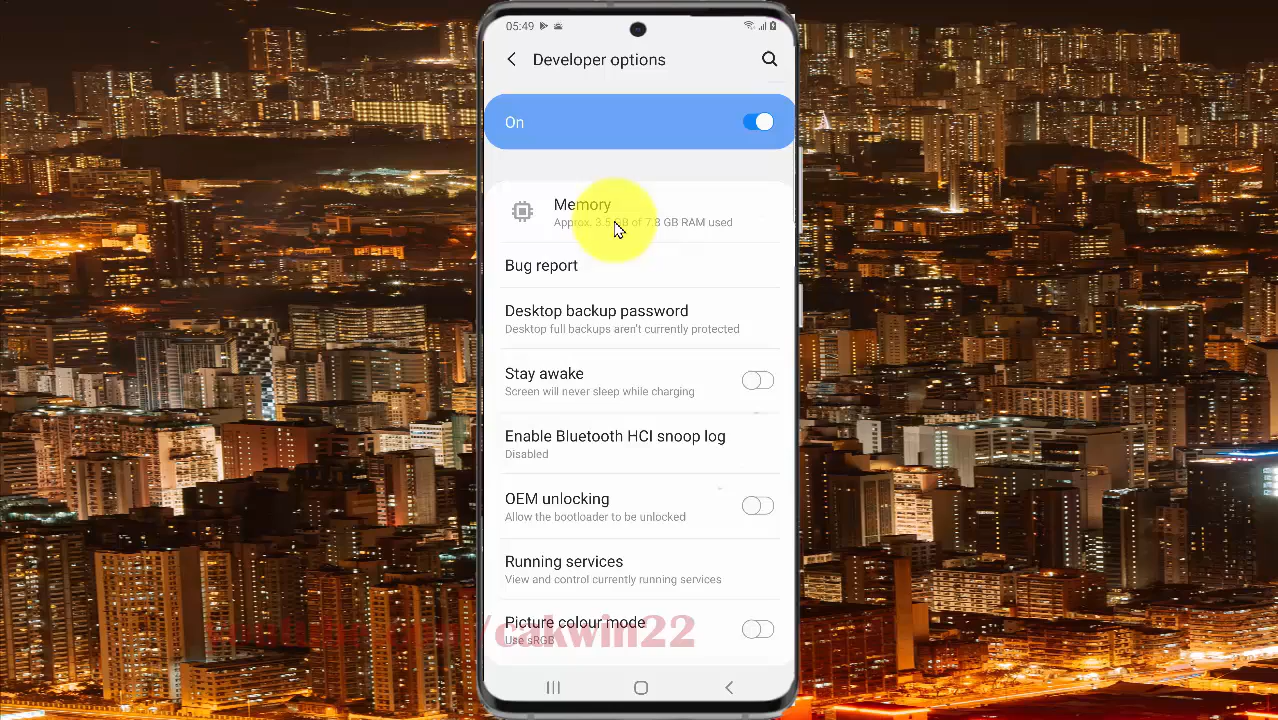 05:49
Developer options
On
Memory
Approx. 3.5 GB of 7.8 GB RAM used
Bug report
Desktop backup password
Desktop full backups aren't currently protected
Stay awake
Screen will never sleep while charging
Enable Bluetooth HCI snoop log
Disabled
OEM unlocking
Allow the bootloader to be unlocked
Running services
View and control currently running services
Picture colour mode
Use sRGB
youtube.com/cakwin22